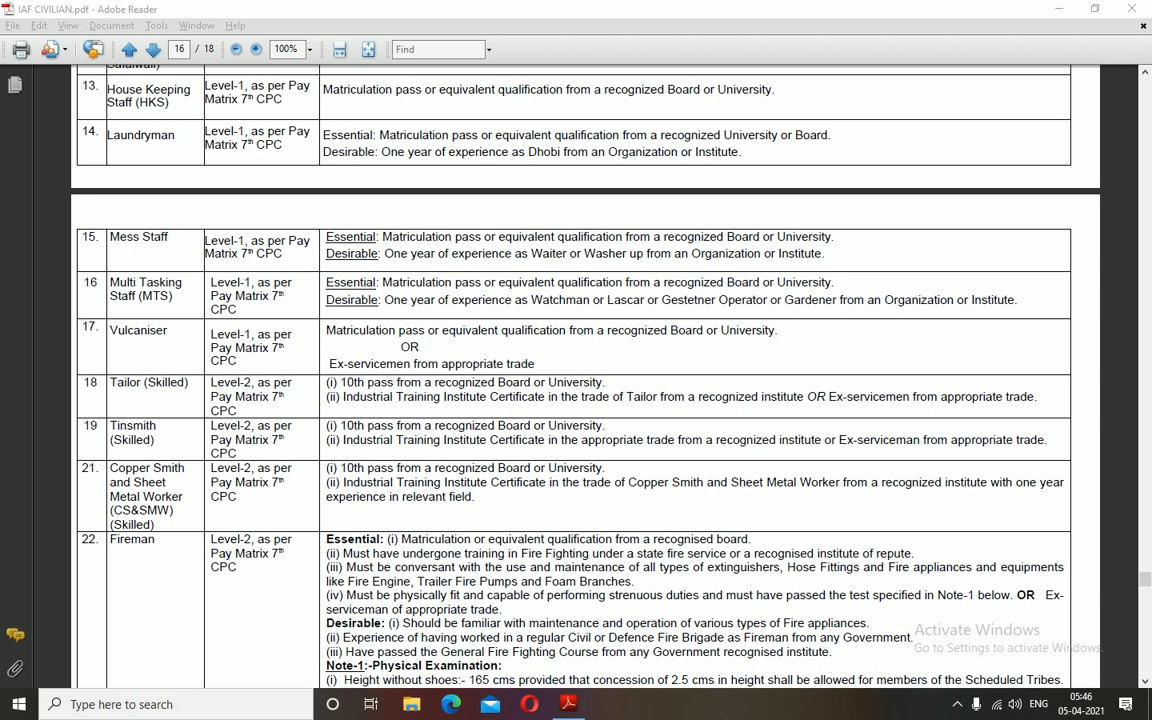 IAF CIVILIAN.pdf - Adobe Reader
File Edit View Document Tools Window Help
16 / 18 100% Find
13. House Keeping Staff (HKS) Level-1, as per Pay Matrix 7th CPC Matriculation pass or equivalent qualification from a recognized Board or University.
14. Laundryman Level-1, as per Pay Matrix 7th CPC Essential: Matriculation pass or equivalent qualification from a recognized University or Board.
Desirable: One year of experience as Dhobi from an Organization or Institute.
15. Mess Staff Level-1, as per Pay Matrix 7th CPC Essential: Matriculation pass or equivalent qualification from a recognized Board or University.
Desirable: One year of experience as Waiter or Washer up from an Organization or Institute.
16 Multi Tasking Staff (MTS) Level-1, as per Pay Matrix 7th CPC Essential: Matriculation pass or equivalent qualification from a recognized Board or University.
Desirable: One year of experience as Watchman or Lascar or Gestetner Operator or Gardener from an Organization or Institute.
17. Vulcaniser Level-1, as per Pay Matrix 7th CPC Matriculation pass or equivalent qualification from a recognized Board or University.
OR
Ex-servicemen from appropriate trade
18 Tailor (Skilled) Level-2, as per Pay Matrix 7th CPC (i) 10th pass from a recognized Board or University.
(ii) Industrial Training Institute Certificate in the trade of Tailor from a recognized institute OR Ex-servicemen from appropriate trade.
19 Tinsmith (Skilled) Level-2, as per Pay Matrix 7th CPC (i) 10th pass from a recognized Board or University.
(ii) Industrial Training Institute Certificate in the appropriate trade from a recognized institute or Ex-serviceman from appropriate trade.
21. Copper Smith and Sheet Metal Worker (CS&SMW) (Skilled) Level-2, as per Pay Matrix 7th CPC (i) 10th pass from a recognized Board or University.
(ii) Industrial Training Institute Certificate in the trade of Copper Smith and Sheet Metal Worker from a recognized institute with one year
experience in relevant field.
22. Fireman Level-2, as per Pay Matrix 7th CPC Essential: (i) Matriculation or equivalent qualification from a recognised board.
(ii) Must have undergone training in Fire Fighting under a state fire service or a recognised institute of repute.
(iii) Must be conversant with the use and maintenance of all types of extinguishers, Hose Fittings and Fire appliances and equipments
like Fire Engine, Trailer Fire Pumps and Foam Branches.
(iv) Must be physically fit and capable of performing strenuous duties and must have passed the test specified in Note-1 below. OR Ex-
serviceman of appropriate trade.
Desirable: (i) Should be familiar with maintenance and operation of various types of Fire appliances.
(ii) Experience of having worked in a regular Civil or Defence Fire Brigade as Fireman from any Government.
(iii) Have passed the General Fire Fighting Course from any Government recognised institute.
Note-1:-Physical Examination:
(i) Height without shoes:- 165 cms provided that concession of 2.5 cms in height shall be allowed for members of the Scheduled Tribes.
Activate Windows
Go to Settings to activate Windows.
Type here to search
ENG
05:46
05-04-2021